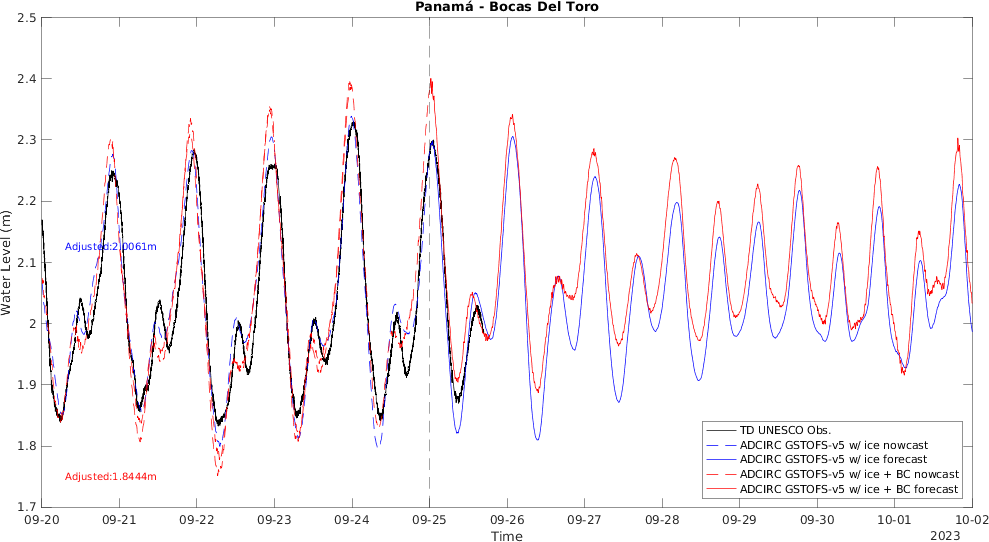 Panamá - Bocas Del Toro
Water Level (m)
2.5
2.4
2.3
2.2
2.1
2
1.9
1.8
1.7
Adjusted:2.0061m
Adjusted:1.8444m
TD UNESCO Obs.
ADCIRC GSTOFS-v5 w/ ice nowcast
ADCIRC GSTOFS-v5 w/ ice forecast
ADCIRC GSTOFS-v5 w/ ice + BC nowcast
ADCIRC GSTOFS-v5 w/ ice + BC forecast
09-20 09-21 09-22 09-23 09-24 09-25 09-26 09-27 09-28 09-29 09-30 10-01 10-02
Time
2023